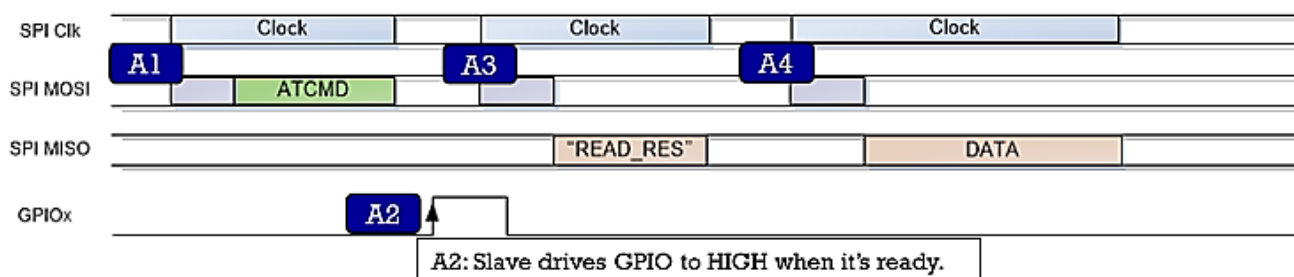 SPI Clk Clock Clock Clock
A1 A3 A4
SPI MOSI ATCMD
SPI MISO "READ_RES" DATA
GPIOx A2
A2: Slave drives GPIO to HIGH when it's ready.